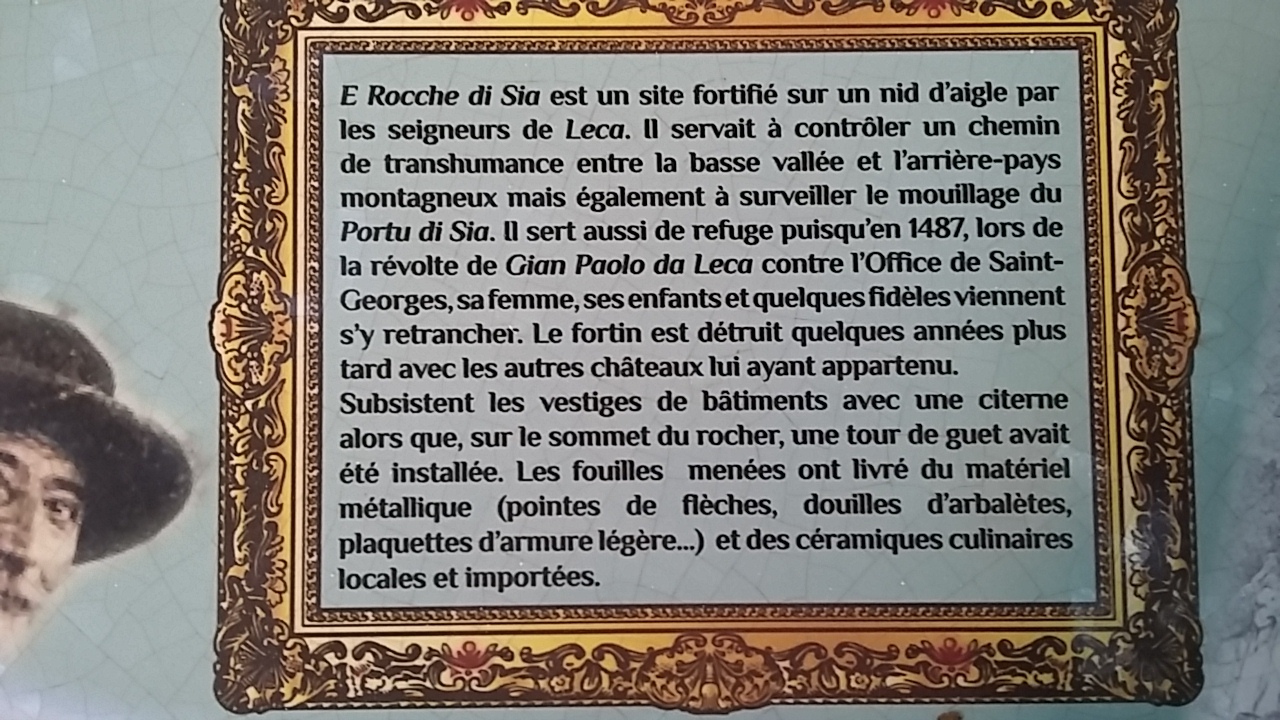 E Rocche di Sia est un site fortifié sur un nid d'aigle par
les seigneurs de Leca. Il servait à contrôler un chemin
de transhumance entre la basse vallée et l'arrière-pays
montagneux mais également à surveiller le mouillage du
Portu di Sia. Il sert aussi de refuge puisqu'en 1487, lors de
la révolte de Gian Paolo da Leca contre l'Office de Saint-
Georges, sa femme, ses enfants et quelques fidèles viennent
s'y retrancher. Le fortin est détruit quelques années plus
tard avec les autres châteaux lui ayant appartenu.
Subsistent les vestiges de bâtiments avec une citerne
alors que, sur le sommet du rocher, une tour de guet avait
été installée. Les fouilles menées ont livré du matériel
métallique (pointes de flèches, douilles d'arbalètes,
plaquettes d'armure légère...) et des céramiques culinaires
locales et importées.